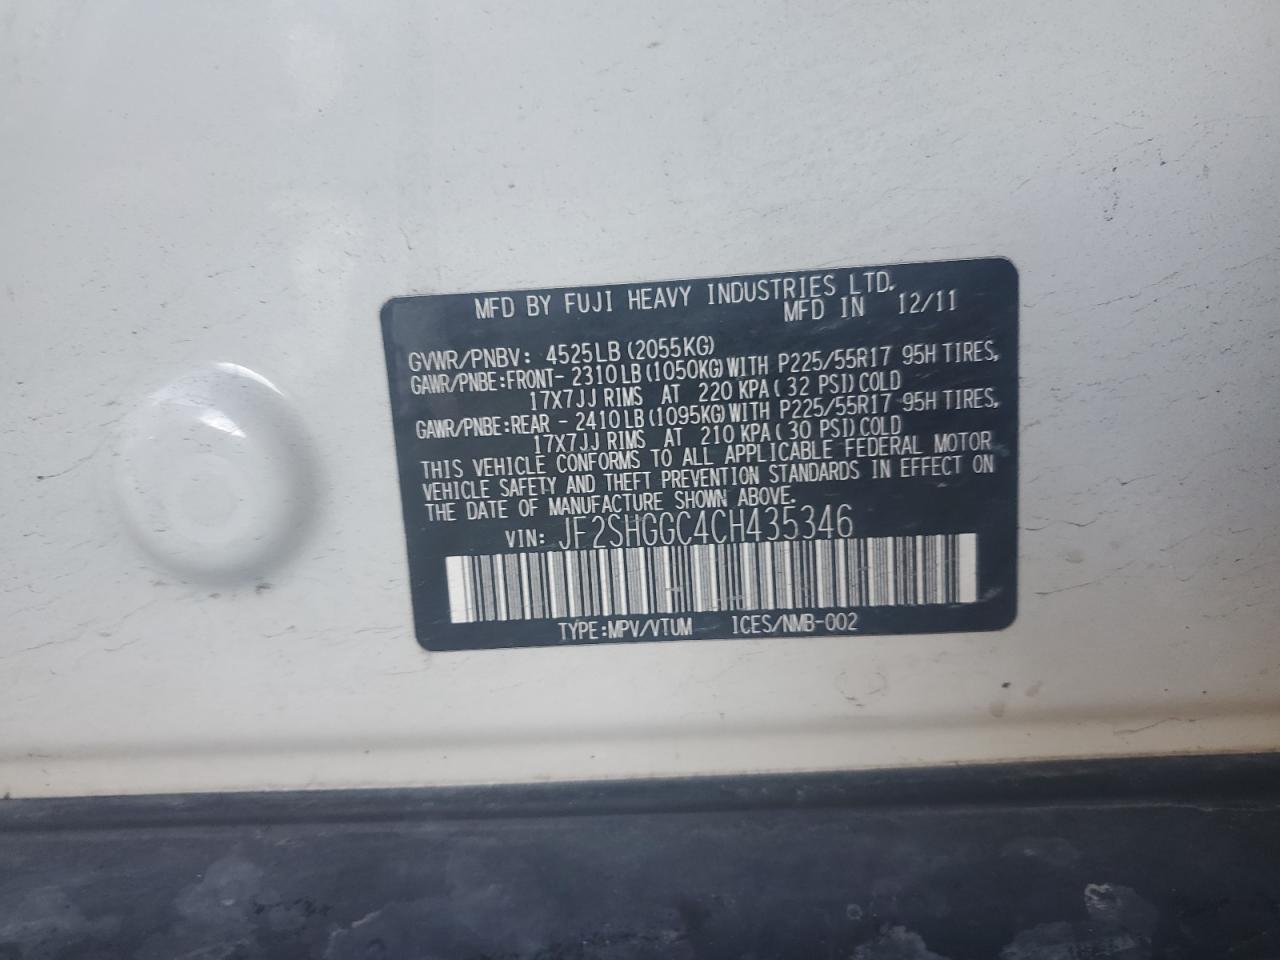 MFD BY FUJI HEAVY INDUSTRIES LTD.
MFD IN 12/11
GVWR/PNBV: 4525LB (2055KG)
GAWR/PNBE:FRONT- 2310LB(1050KG)WITH P225/55R17 95H TIRES,
17X7JJ RIMS AT 220 KPA( 32 PSI)COLD
GAWR/PNBE:REAR - 2410LB(1095KG)WITH P225/55R17 95H TIRES,
17X7JJ RIMS AT 210 KPA( 30 PSI)COLD
THIS VEHICLE CONFORMS TO ALL APPLICABLE FEDERAL MOTOR
VEHICLE SAFETY AND THEFT PREVENTION STANDARDS IN EFFECT ON
THE DATE OF MANUFACTURE SHOWN ABOVE.
VIN: JF2SHGGC4CH435346
TYPE:MPV/VTUM ICES/NMB-002